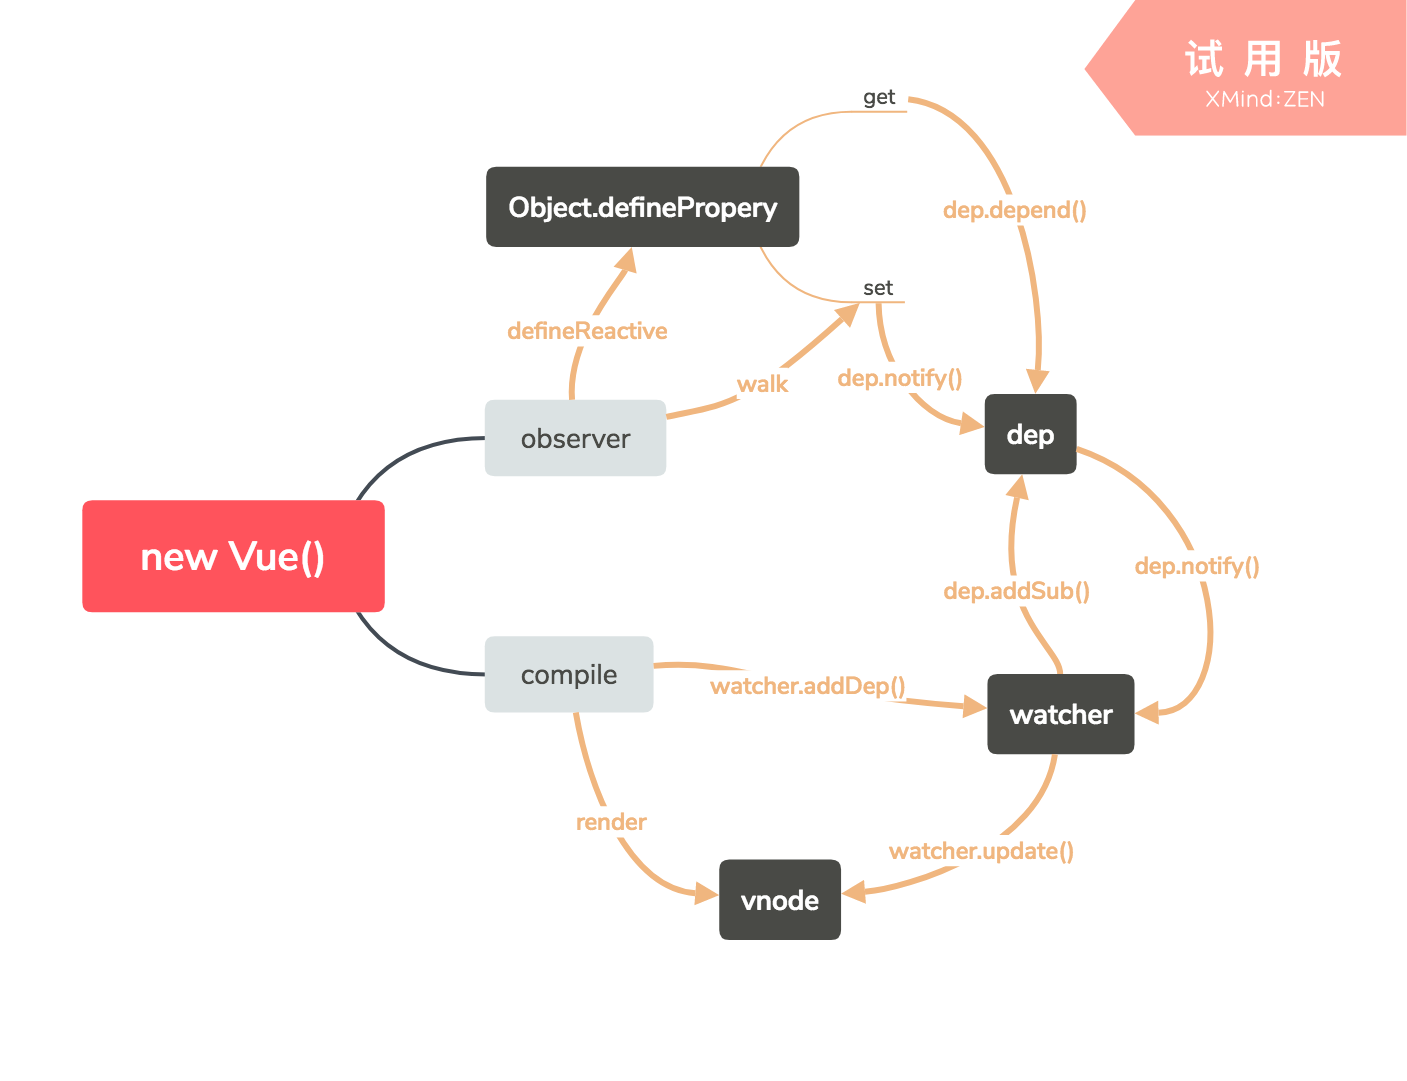 试用版
XMind:ZEN
get
Object.definePropery
dep.depend()
set
defineReactive
walk
dep.notify()
observer
dep
new Vue()
dep.notify()
dep.addSub()
compile
watcher.addDep()
watcher
render
watcher.update()
vnode